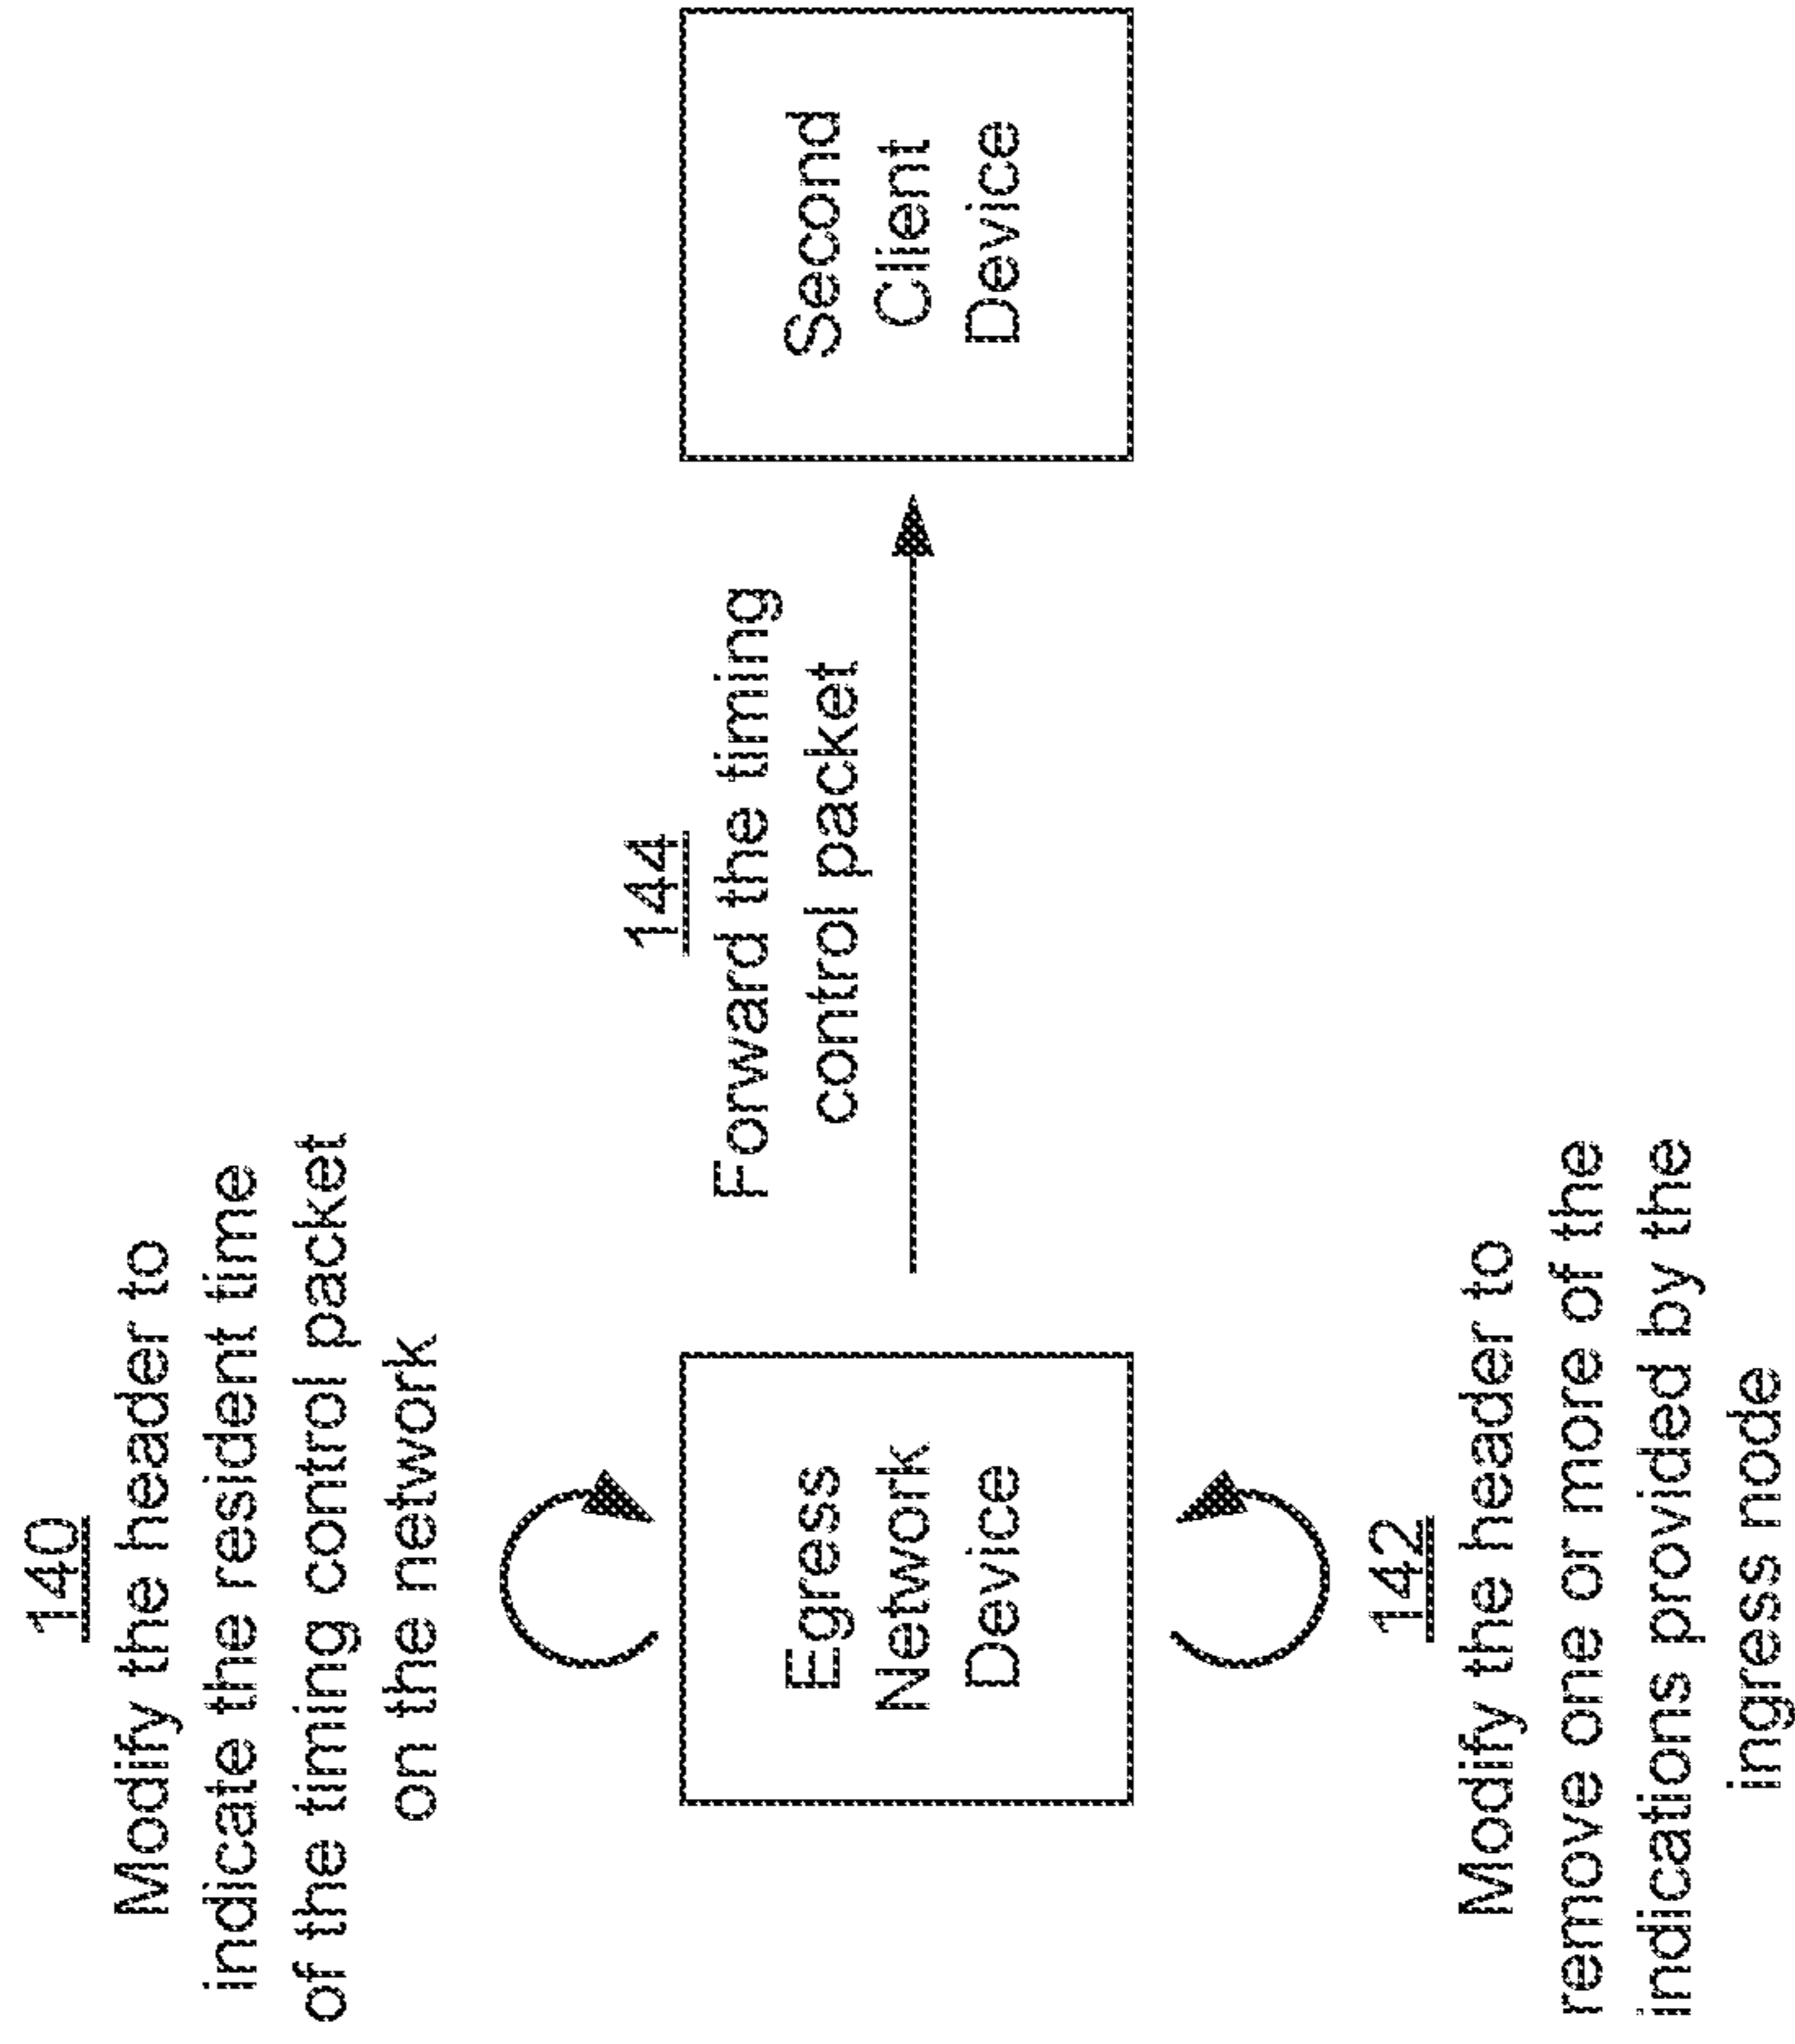 140
Modify the header to
indicate the resident time
of the timing control packet
on the network
Egress
Network
Device
142
Modify the header to
remove one or more of the
indications provided by the
ingress node
144
Forward the timing
control packet
Second
Client
Device